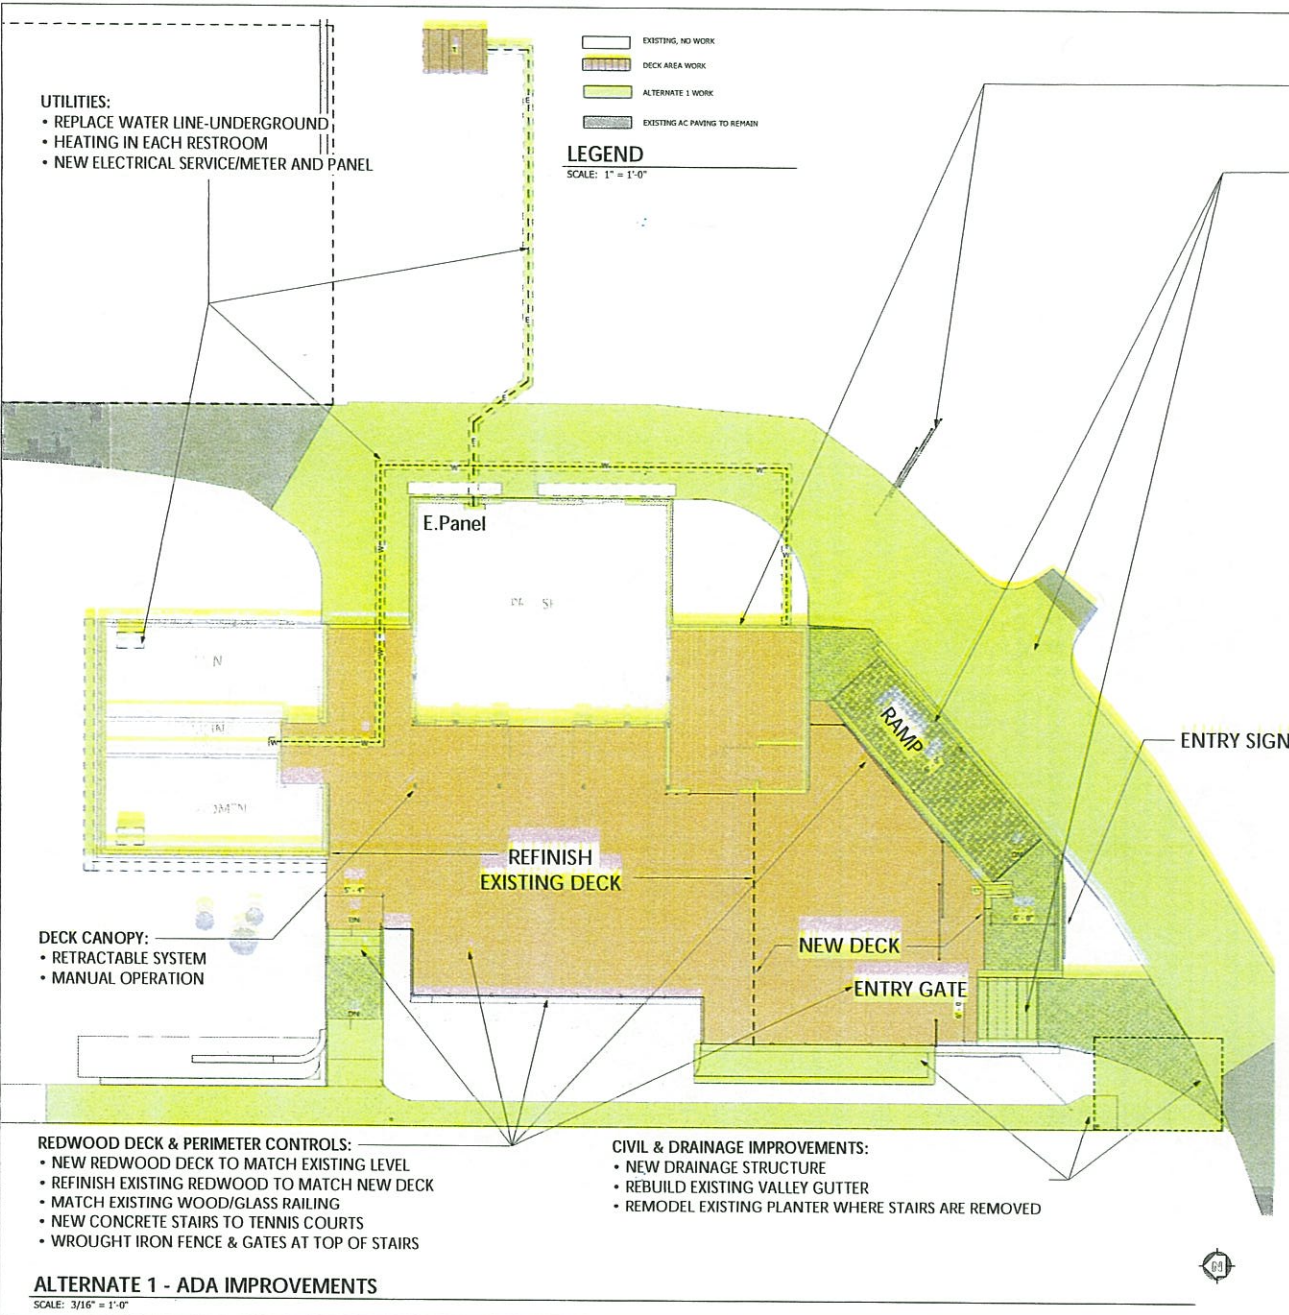 EXISTING, NO WORK
DECK AREA WORK
ALTERNATE 1 WORK
EXISTING AC PAVING TO REMAIN
LEGEND
SCALE: 1" = 1'-0"
UTILITIES:
• REPLACE WATER LINE-UNDERGROUND
• HEATING IN EACH RESTROOM
• NEW ELECTRICAL SERVICE/METER AND PANEL
T
E
E
E
E
W
W
W
E.Panel
W
W
W
W
W
RAMP
ENTRY SIGN
REFINISH
EXISTING DECK
5'-4"
DN
6'-0"
DECK CANOPY:
• RETRACTABLE SYSTEM
• MANUAL OPERATION
NEW DECK
ENTRY GATE
DN
REDWOOD DECK & PERIMETER CONTROLS:
• NEW REDWOOD DECK TO MATCH EXISTING LEVEL
• REFINISH EXISTING REDWOOD TO MATCH NEW DECK
• MATCH EXISTING WOOD/GLASS RAILING
• NEW CONCRETE STAIRS TO TENNIS COURTS
• WROUGHT IRON FENCE & GATES AT TOP OF STAIRS
CIVIL & DRAINAGE IMPROVEMENTS:
• NEW DRAINAGE STRUCTURE
• REBUILD EXISTING VALLEY GUTTER
• REMODEL EXISTING PLANTER WHERE STAIRS ARE REMOVED
ALTERNATE 1 - ADA IMPROVEMENTS
SCALE: 3/16" = 1'-0"